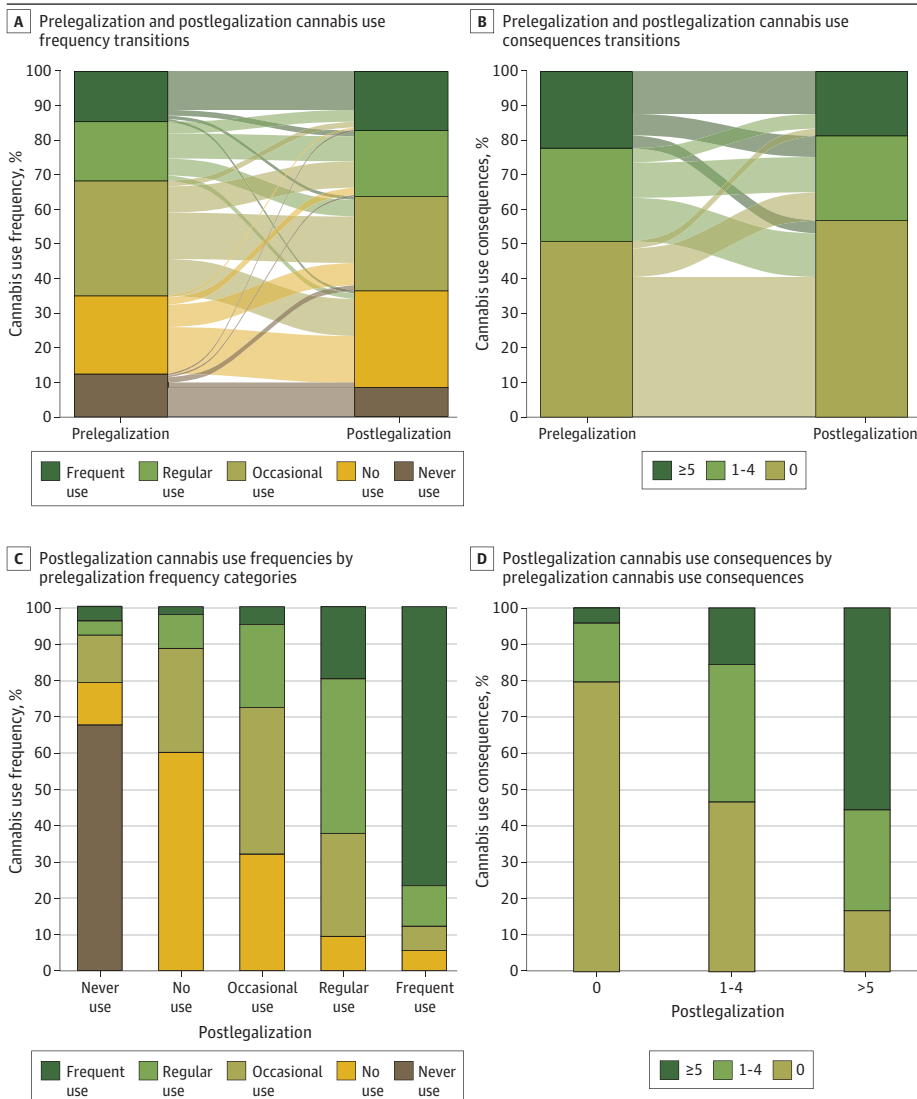 A Prelegalization and postlegalization cannabis use
frequency transitions
100
90
80
70
60
50
40
30
20
10
0
Cannabis use frequency, %
Prelegalization
Postlegalization
Frequent use
Regular use
Occasional use
No use
Never use
B Prelegalization and postlegalization cannabis use
consequences transitions
100
90
80
70
60
50
40
30
20
10
0
Cannabis use consequences, %
Prelegalization
Postlegalization
≥5
1-4
0
C Postlegalization cannabis use frequencies by
prelegalization frequency categories
100
90
80
70
60
50
40
30
20
10
0
Cannabis use frequency, %
Never use
No use
Occasional use
Regular use
Frequent use
Postlegalization
Frequent use
Regular use
Occasional use
No use
Never use
D Postlegalization cannabis use consequences by
prelegalization cannabis use consequences
100
90
80
70
60
50
40
30
20
10
0
Cannabis use consequences, %
0
1-4
>5
Postlegalization
≥5
1-4
0